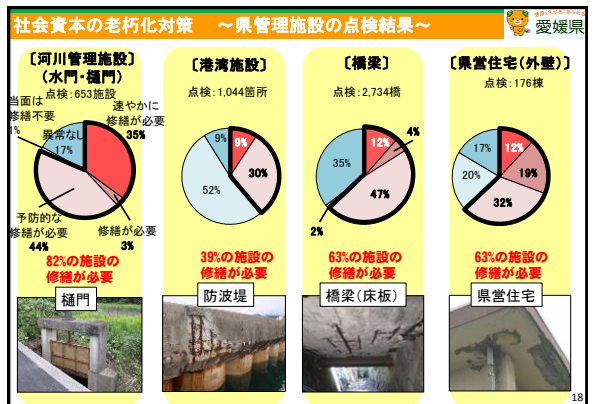 社会資本の老朽化対策　～県管理施設の点検結果～
愛媛県
〔河川管理施設〕
（水門・樋門）
点検：653施設
当面は
修繕不要
1%
異常なし
17%
速やかに
修繕が必要
35%
予防的な
修繕が必要
44%
修繕が必要
3%
82%の施設の
修繕が必要
樋門
〔港湾施設〕
点検：1,044箇所
9%
9%
30%
52%
39%の施設の
修繕が必要
防波堤
〔橋梁〕
点検：2,734橋
12%
4%
35%
47%
2%
63%の施設の
修繕が必要
橋梁（床板）
〔県営住宅（外壁）〕
点検：176棟
17%
12%
20%
19%
32%
63%の施設の
修繕が必要
県営住宅
18